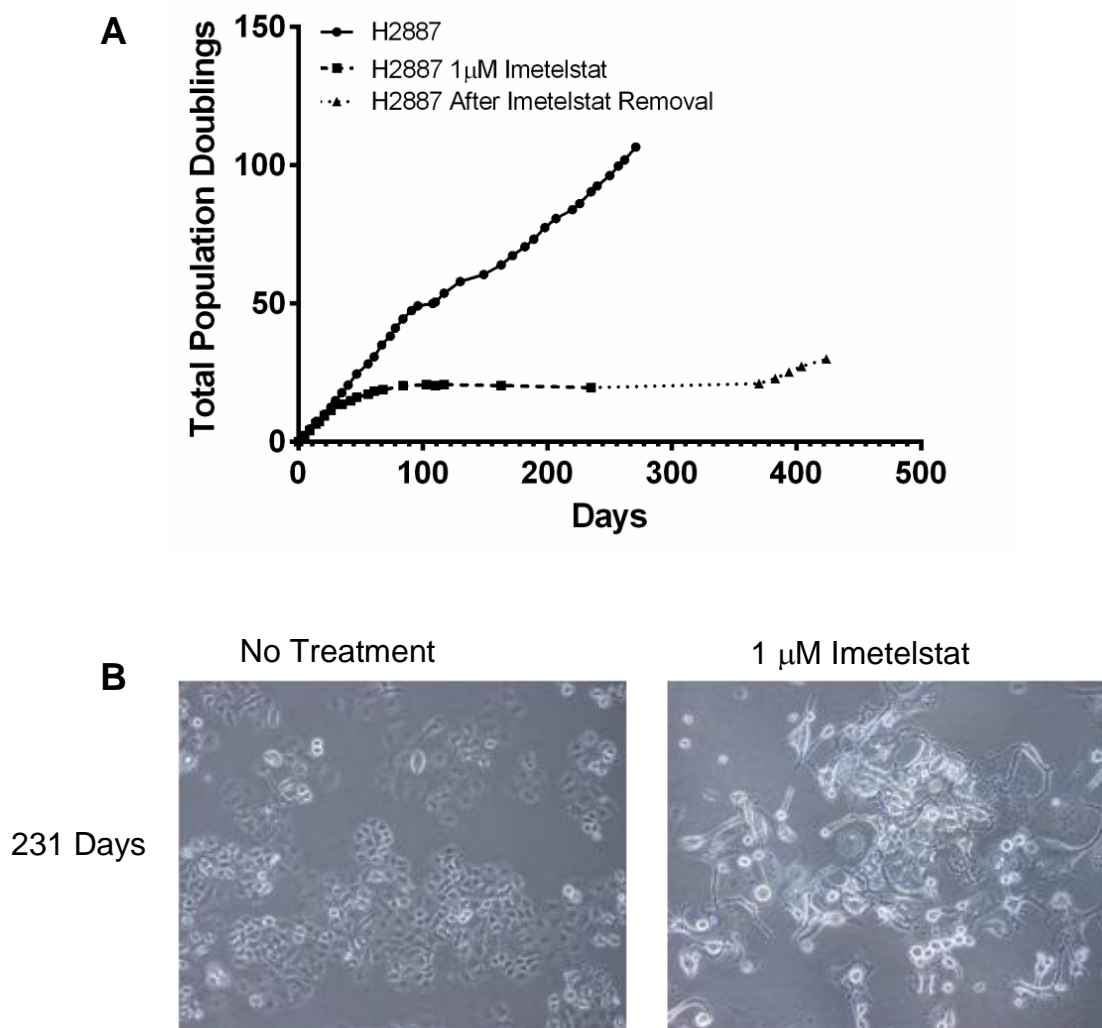 A
H2887
H2887 1μM Imetelstat
H2887 After Imetelstat Removal
Total Population Doublings
150
100
50
0
0 100 200 300 400 500
Days
B
No Treatment
1 μM Imetelstat
231 Days